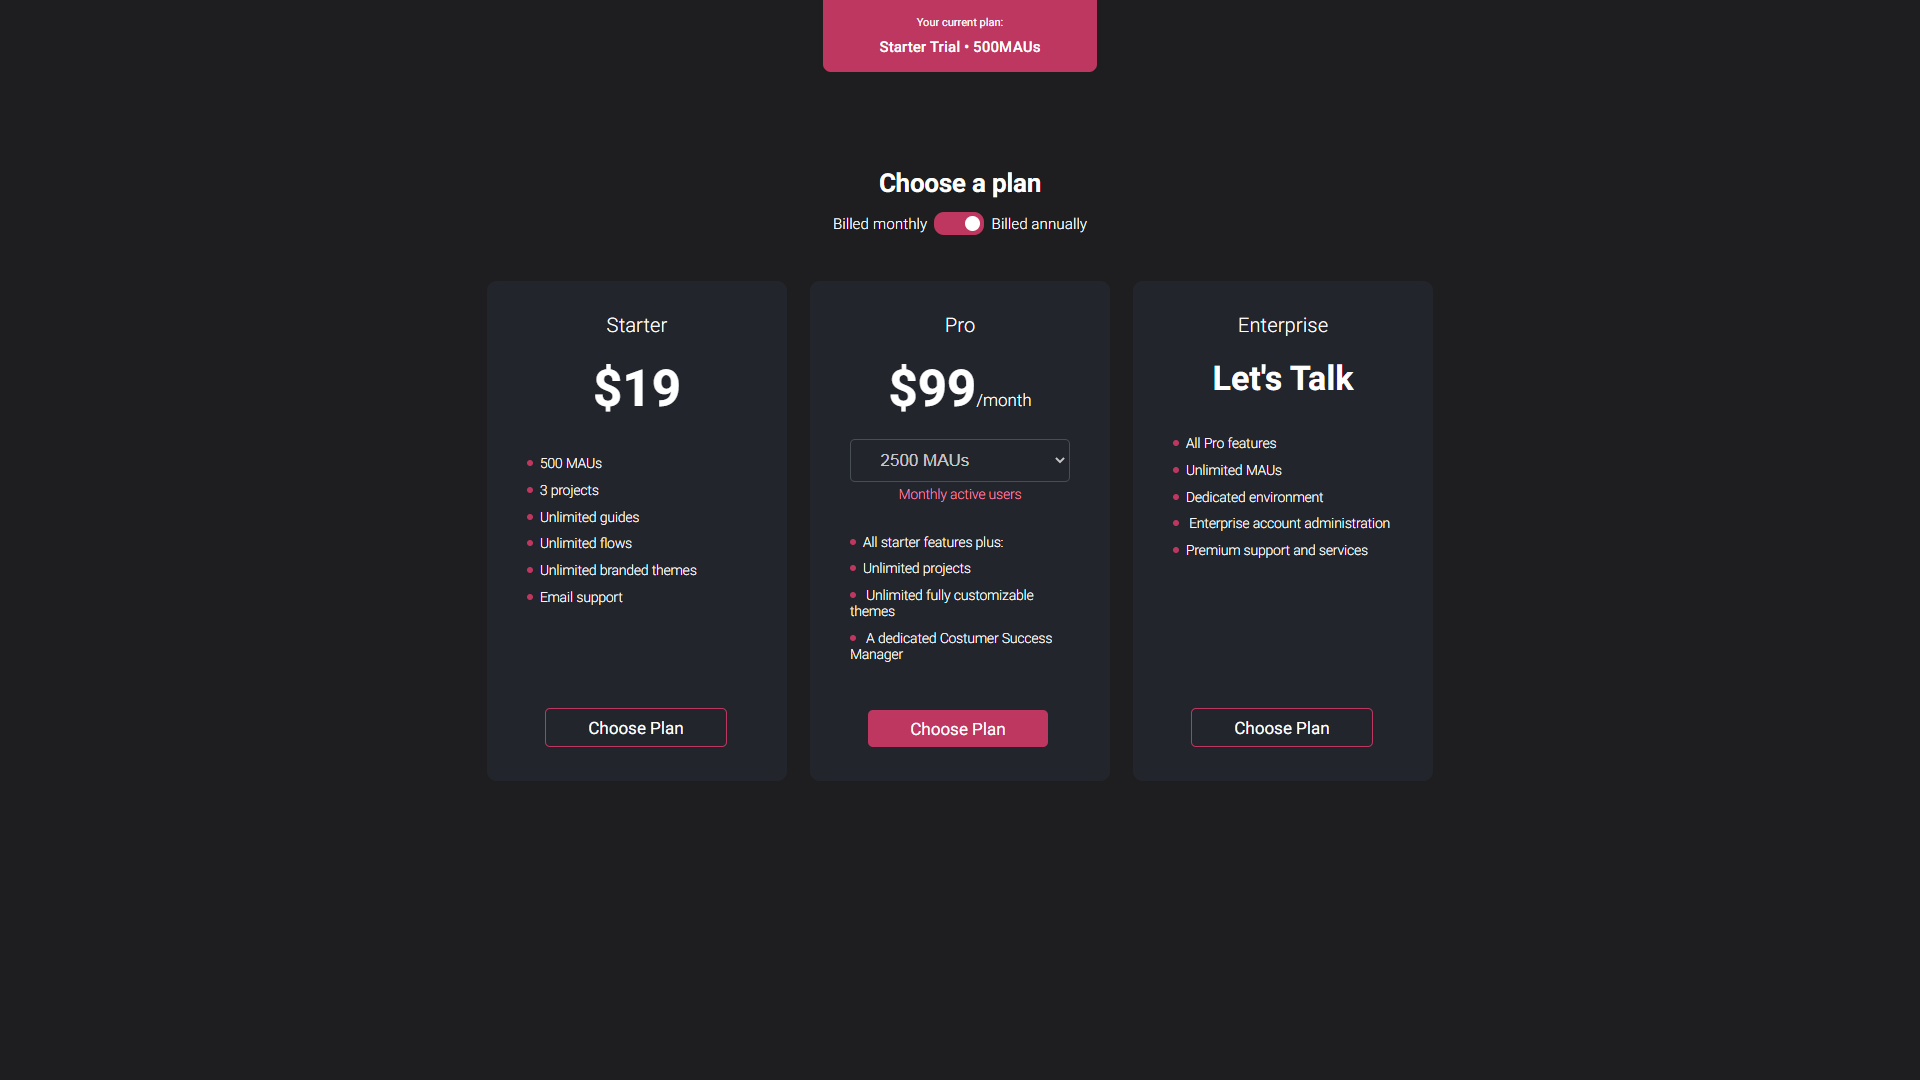 Your current plan:
Starter Trial • 500MAUs
Choose a plan
Billed monthly Billed annually
Starter
$19
500 MAUs
3 projects
Unlimited guides
Unlimited flows
Unlimited branded themes
Email support
Choose Plan
Pro
$99/month
2500 MAUs
Monthly active users
All starter features plus:
Unlimited projects
Unlimited fully customizable
themes
A dedicated Costumer Success
Manager
Choose Plan
Enterprise
Let's Talk
All Pro features
Unlimited MAUs
Dedicated environment
Enterprise account administration
Premium support and services
Choose Plan